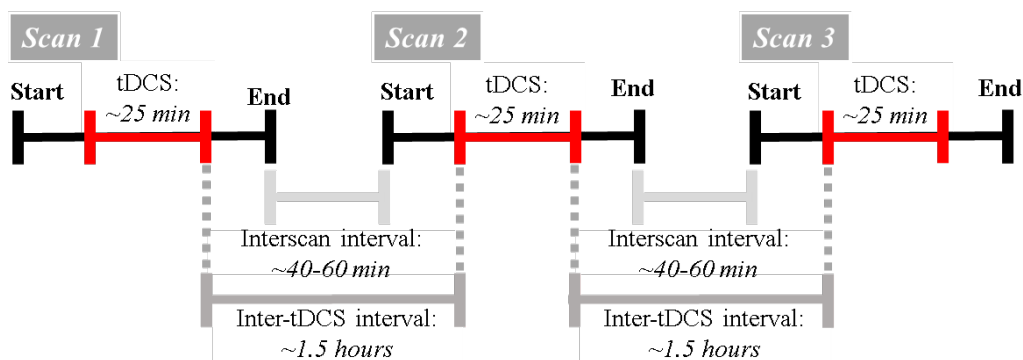 Scan 1
Scan 2
Scan 3
Start
tDCS:
~25 min
End
Start
tDCS:
~25 min
End
Start
tDCS:
~25 min
End
Interscan interval:
~40-60 min
Interscan interval:
~40-60 min
Inter-tDCS interval:
~1.5 hours
Inter-tDCS interval:
~1.5 hours